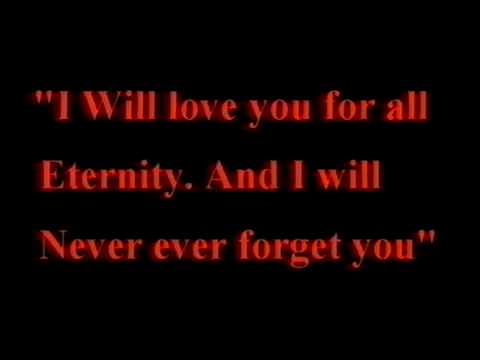 "I Will love you for all
Eternity. And I will
Never ever forget you"